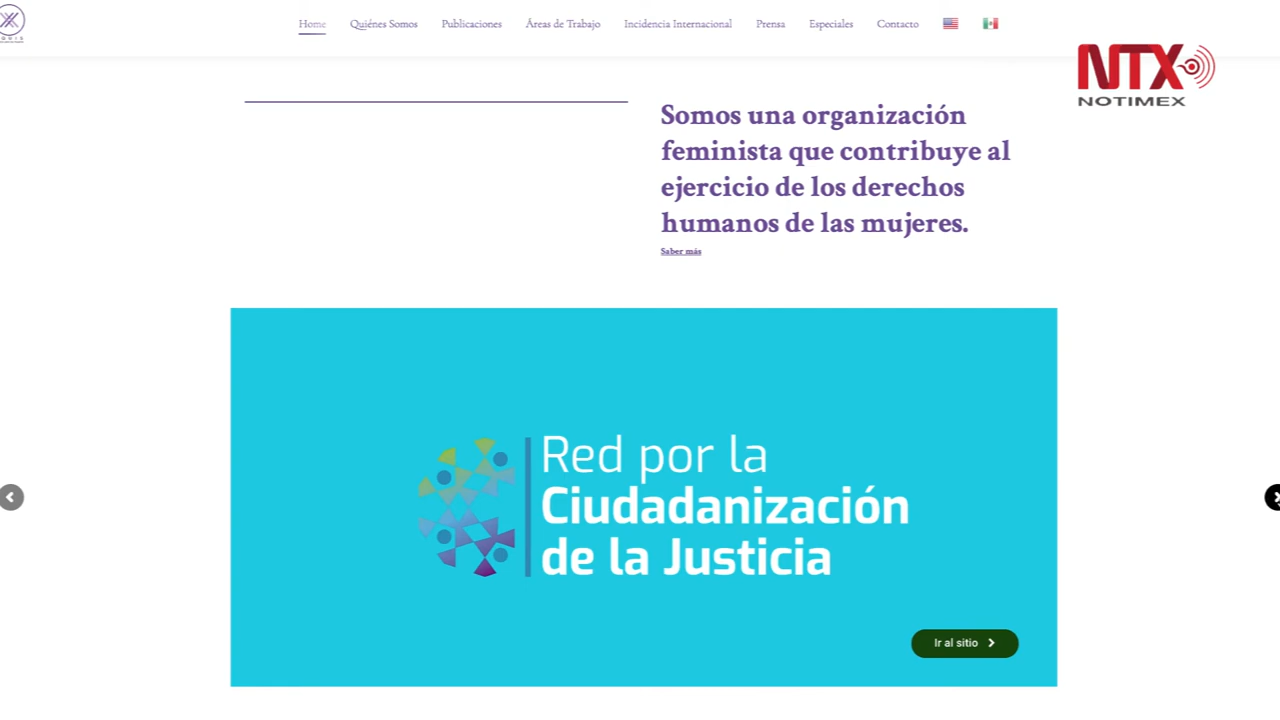 Home Quiénes Somos Publicaciones Áreas de Trabajo Incidencia Internacional Prensa Especiales Contacto
NTX
NOTIMEX
Somos una organización
feminista que contribuye al
ejercicio de los derechos
humanos de las mujeres.
Saber más
Red por la
Ciudadanización
de la Justicia
Ir al sitio